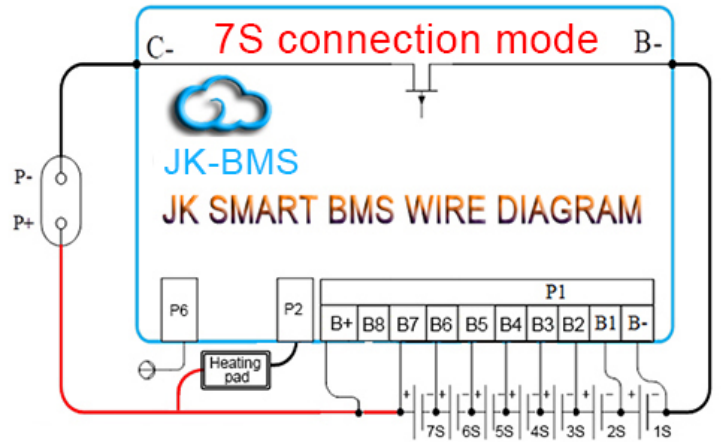 C- 7S connection mode B-
JK-BMS
P-
P+
JK SMART BMS WIRE DIAGRAM
P6 P2 P1
B+ B8 B7 B6 B5 B4 B3 B2 B1 B-
Heating
pad
+ - + - + - + - + - + - + -
7S 6S 5S 4S 3S 2S 1S